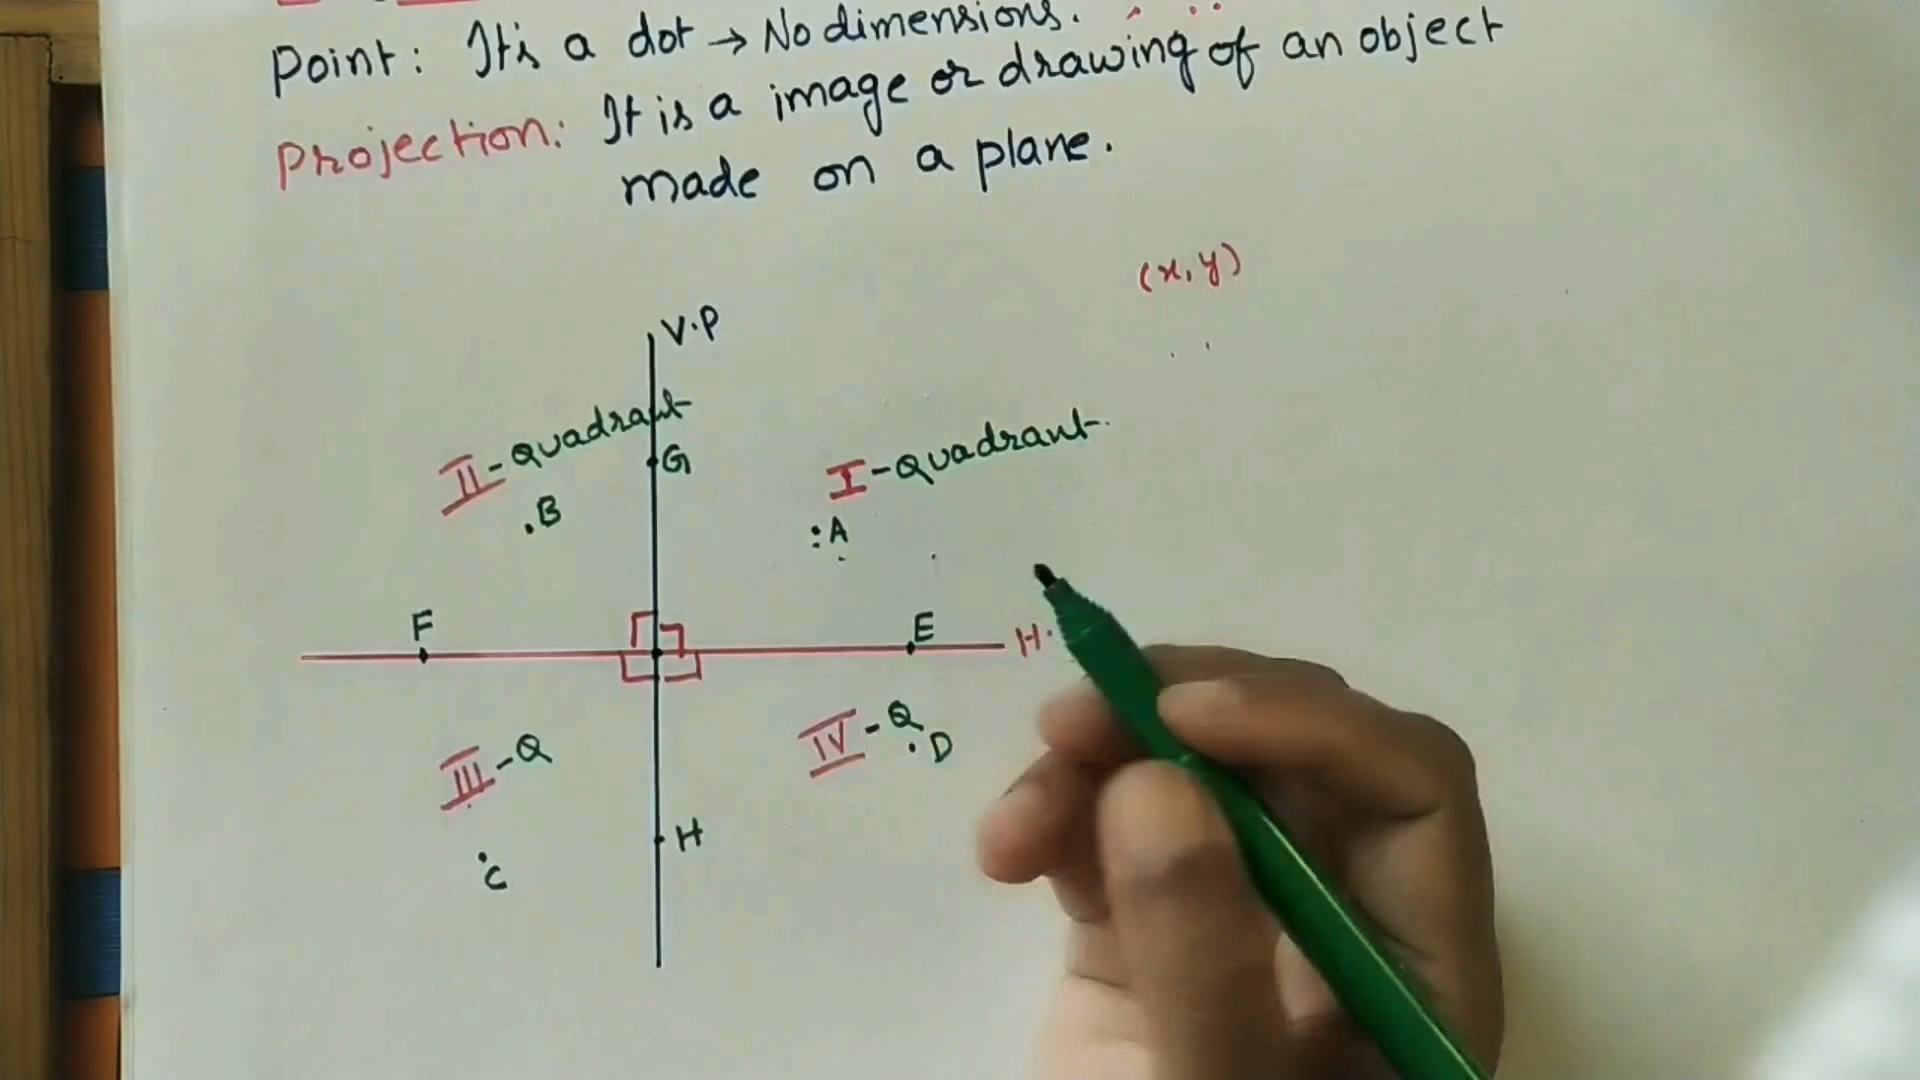 Point: It's a dot → No dimensions.
Projection: It is a image or drawing of an object
made on a plane.
(x, y)
V.P
II-Quadrant
G
I-Quadrant.
.B
:A
F
E
H.
III-Q
IV-Q
.D
H
C